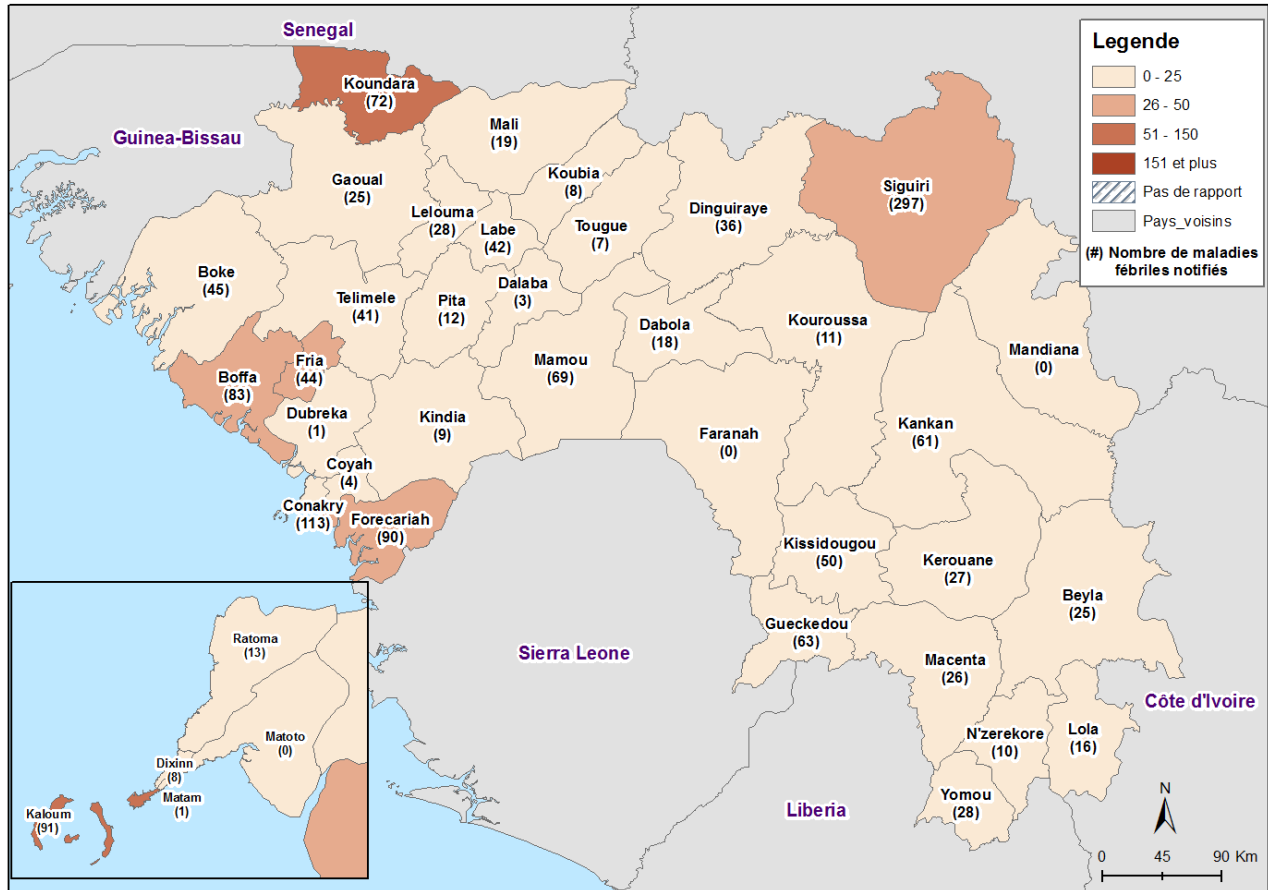 Senegal
Koundara
(72)
Guinea-Bissau
Mali
(19)
Koubia
(8)
Gaoual
(25)
Lelouma
(28)
Labe
(42)
Tougue
(7)
Dinguiraye
(36)
Siguiri
(297)
Boke
(45)
Telimele
(41)
Pita
(12)
Dalaba
(3)
Dabola
(18)
Kouroussa
(11)
Mandiana
(0)
Boffa
(83)
Fria
(44)
Mamou
(69)
Dubreka
(1)
Kindia
(9)
Faranah
(0)
Kankan
(61)
Coyah
(4)
Conakry
(113)
Forecariah
(90)
Kissidougou
(50)
Kerouane
(27)
Beyla
(25)
Gueckedou
(63)
Macenta
(26)
Sierra Leone
Côte d'Ivoire
N'zerekore
(10)
Lola
(16)
Yomou
(28)
Liberia
Ratoma
(13)
Matoto
(0)
Dixinn
(8)
Matam
(1)
Kaloum
(91)
Legende
0 - 25
26 - 50
51 - 150
151 et plus
Pas de rapport
Pays_voisins
(#) Nombre de maladies
fébriles notifiés
N
0 45 90 Km